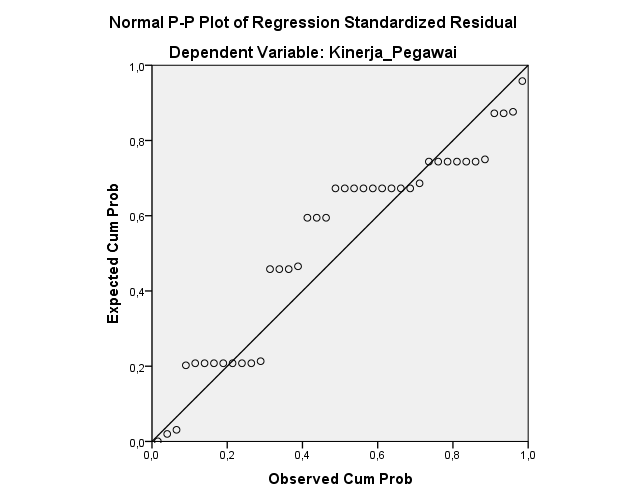 Normal P-P Plot of Regression Standardized Residual
Dependent Variable: Kinerja_Pegawai
1,0
0,8
0,6
0,4
0,2
0,0
Expected Cum Prob
0,0 0,2 0,4 0,6 0,8 1,0
Observed Cum Prob